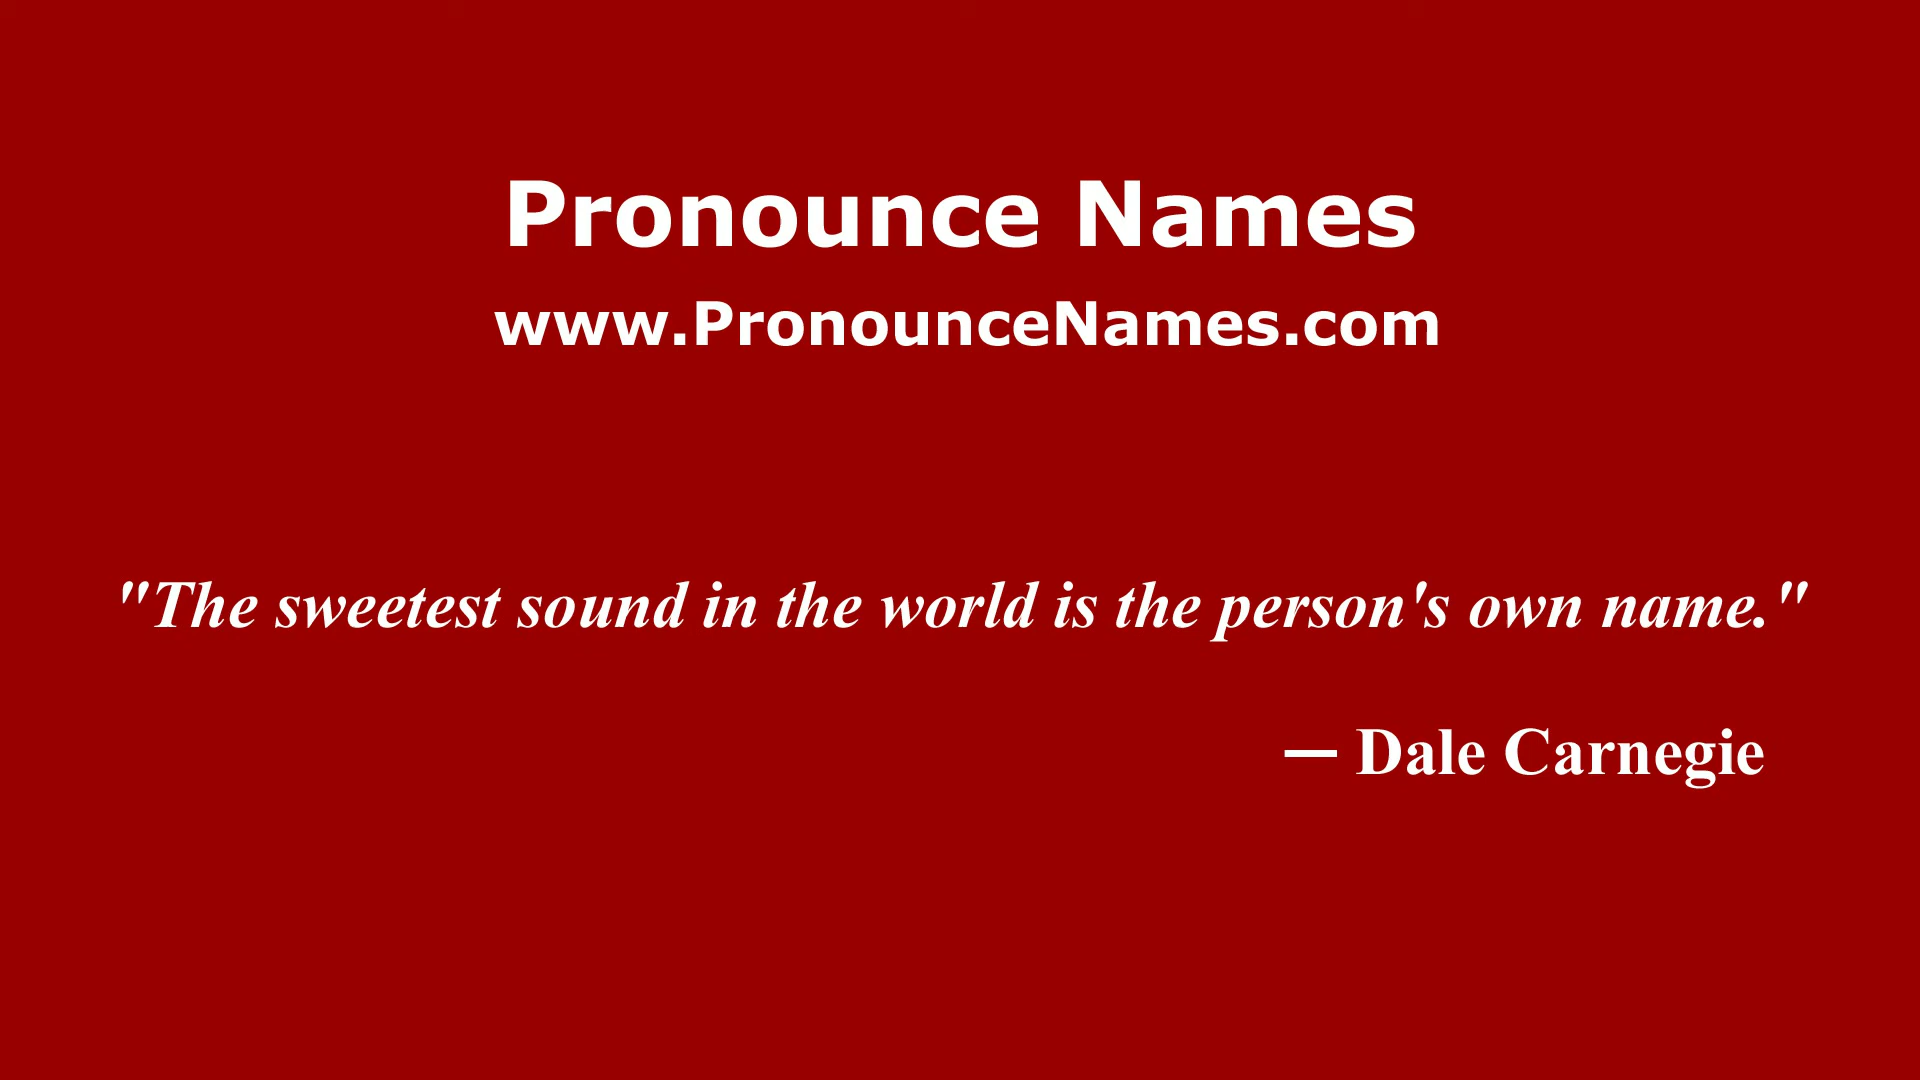 Pronounce Names
www.PronounceNames.com
"The sweetest sound in the world is the person's own name."
— Dale Carnegie